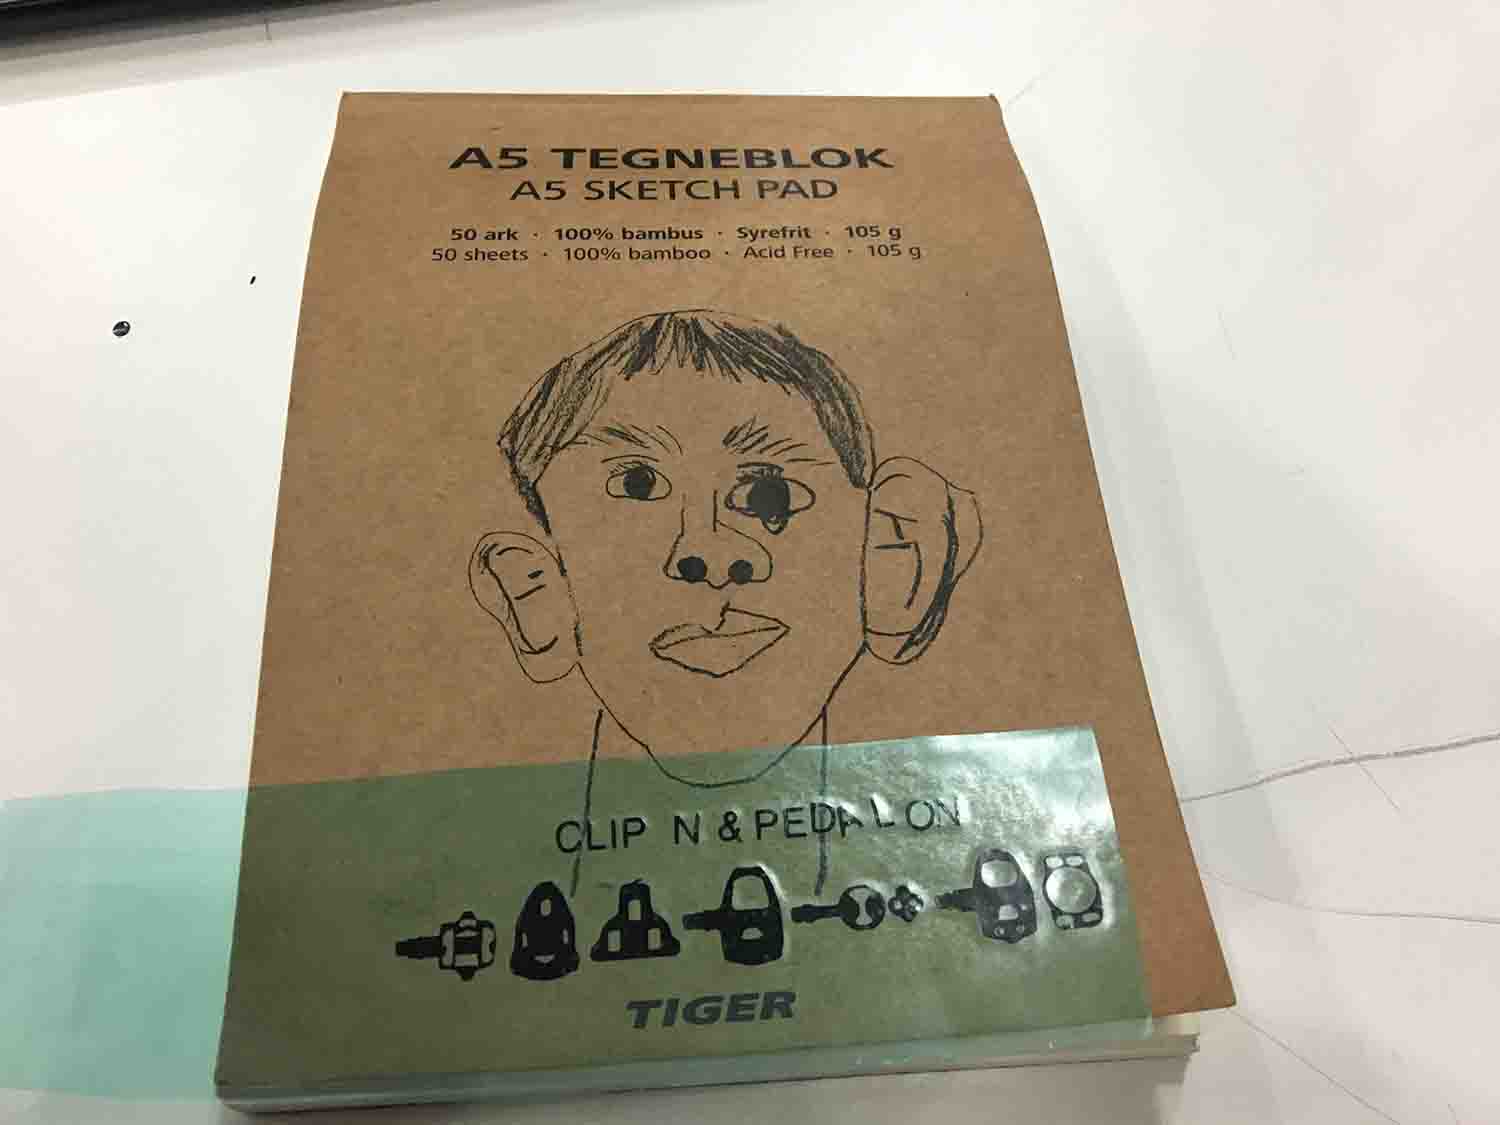 A5 TEGNEBLOK
A5 SKETCH PAD
50 ark · 100% bambus · Syrefrit · 105 g
50 sheets · 100% bamboo · Acid Free · 105 g
CLIP N & PEDAL ON
TIGER